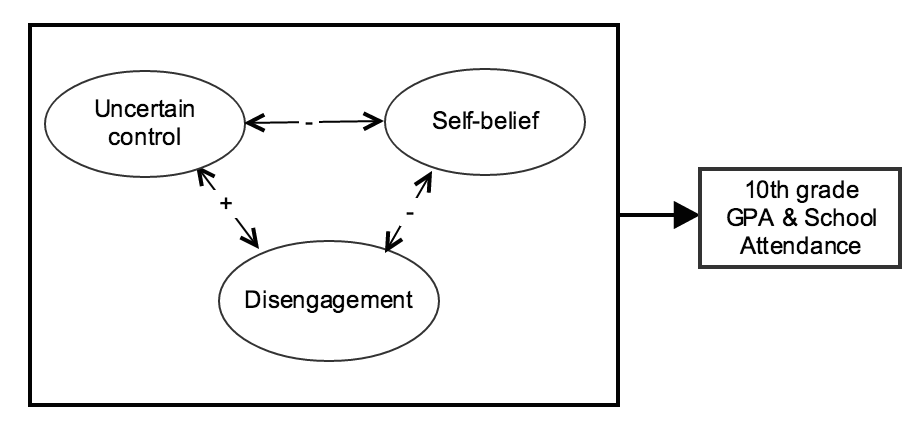 Uncertain
control
-
Self-belief
+
-
Disengagement
10th grade
GPA & School
Attendance